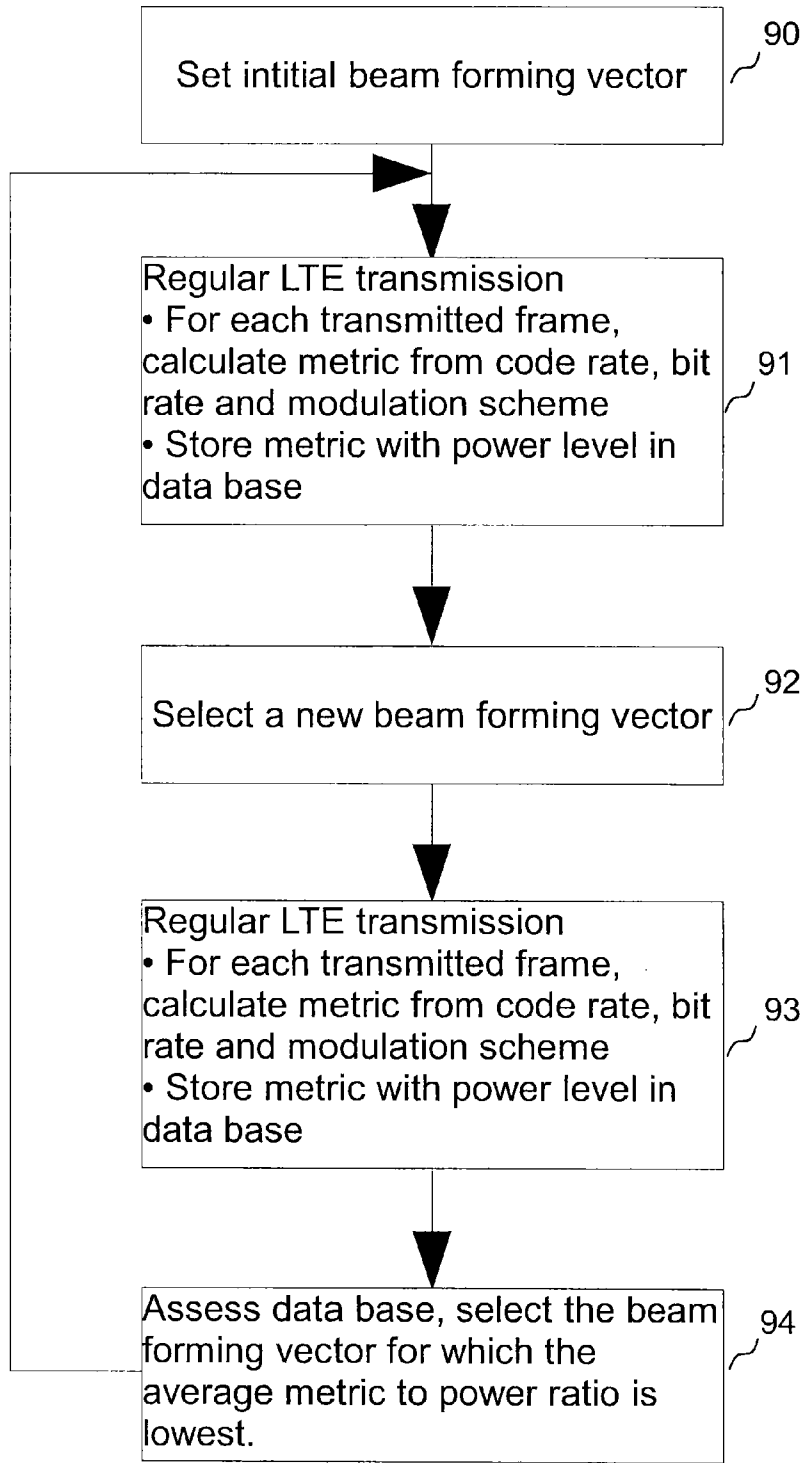 Set intitial beam forming vector
90
Regular LTE transmission
• For each transmitted frame,
calculate metric from code rate, bit
rate and modulation scheme
• Store metric with power level in
data base
91
Select a new beam forming vector
92
Regular LTE transmission
• For each transmitted frame,
calculate metric from code rate, bit
rate and modulation scheme
• Store metric with power level in
data base
93
Assess data base, select the beam
forming vector for which the
average metric to power ratio is
lowest.
94